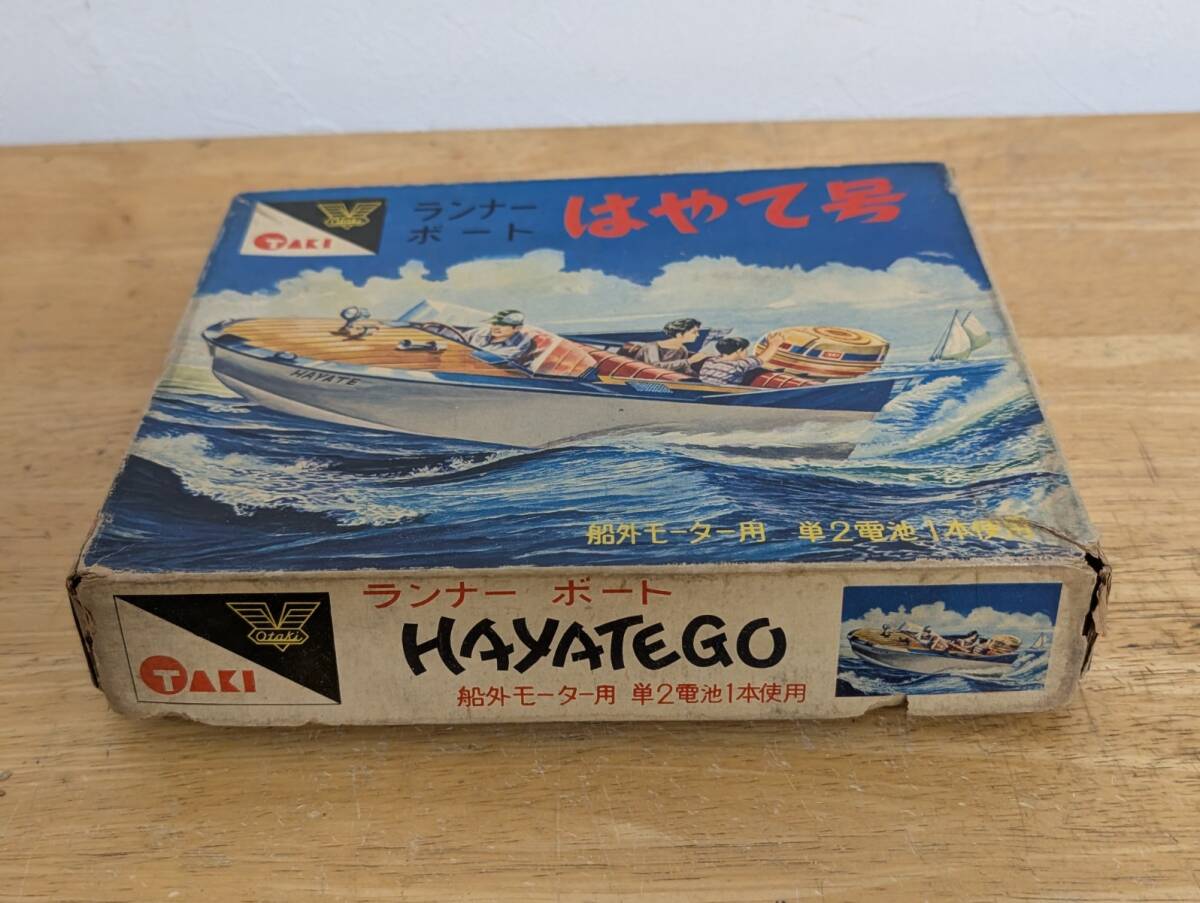 OTAKI
Otaki
ランナー
ボート
はやて号
HAYATE
船外モーター用 単2電池1本使用
ランナー ボート
HAYATEGO
船外モーター用 単2電池1本使用
OTAKI
Otaki